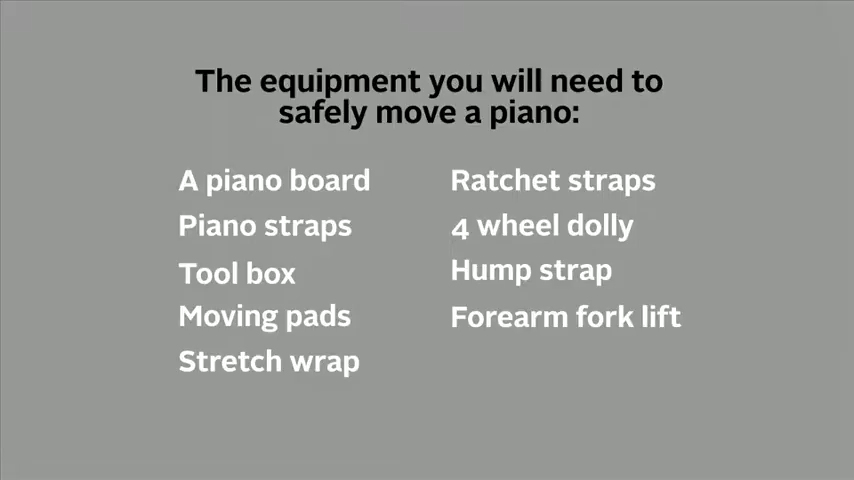 The equipment you will need to
safely move a piano:
A piano board
Piano straps
Tool box
Moving pads
Stretch wrap
Ratchet straps
4 wheel dolly
Hump strap
Forearm fork lift